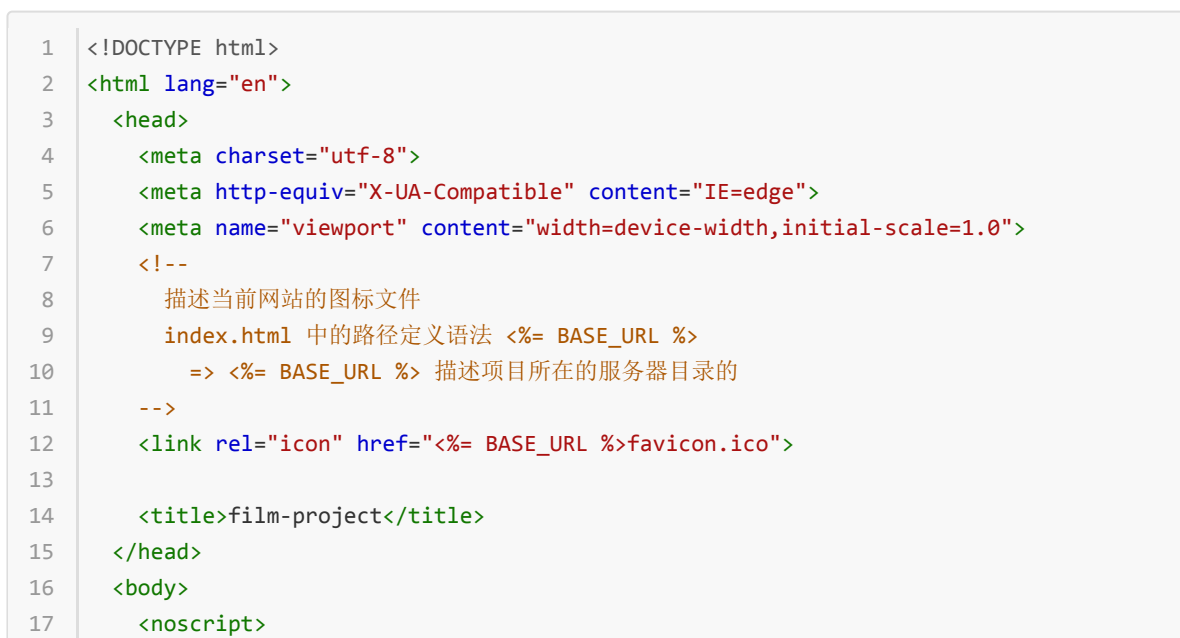 1 <!DOCTYPE html>
2 <html lang="en">
3   <head>
4     <meta charset="utf-8">
5     <meta http-equiv="X-UA-Compatible" content="IE=edge">
6     <meta name="viewport" content="width=device-width,initial-scale=1.0">
7     <!--
8       描述当前网站的图标文件
9       index.html 中的路径定义语法 <%= BASE_URL %>
10         => <%= BASE_URL %> 描述项目所在的服务器目录的
11     -->
12     <link rel="icon" href="<%= BASE_URL %>favicon.ico">
13
14     <title>film-project</title>
15   </head>
16   <body>
17     <noscript>